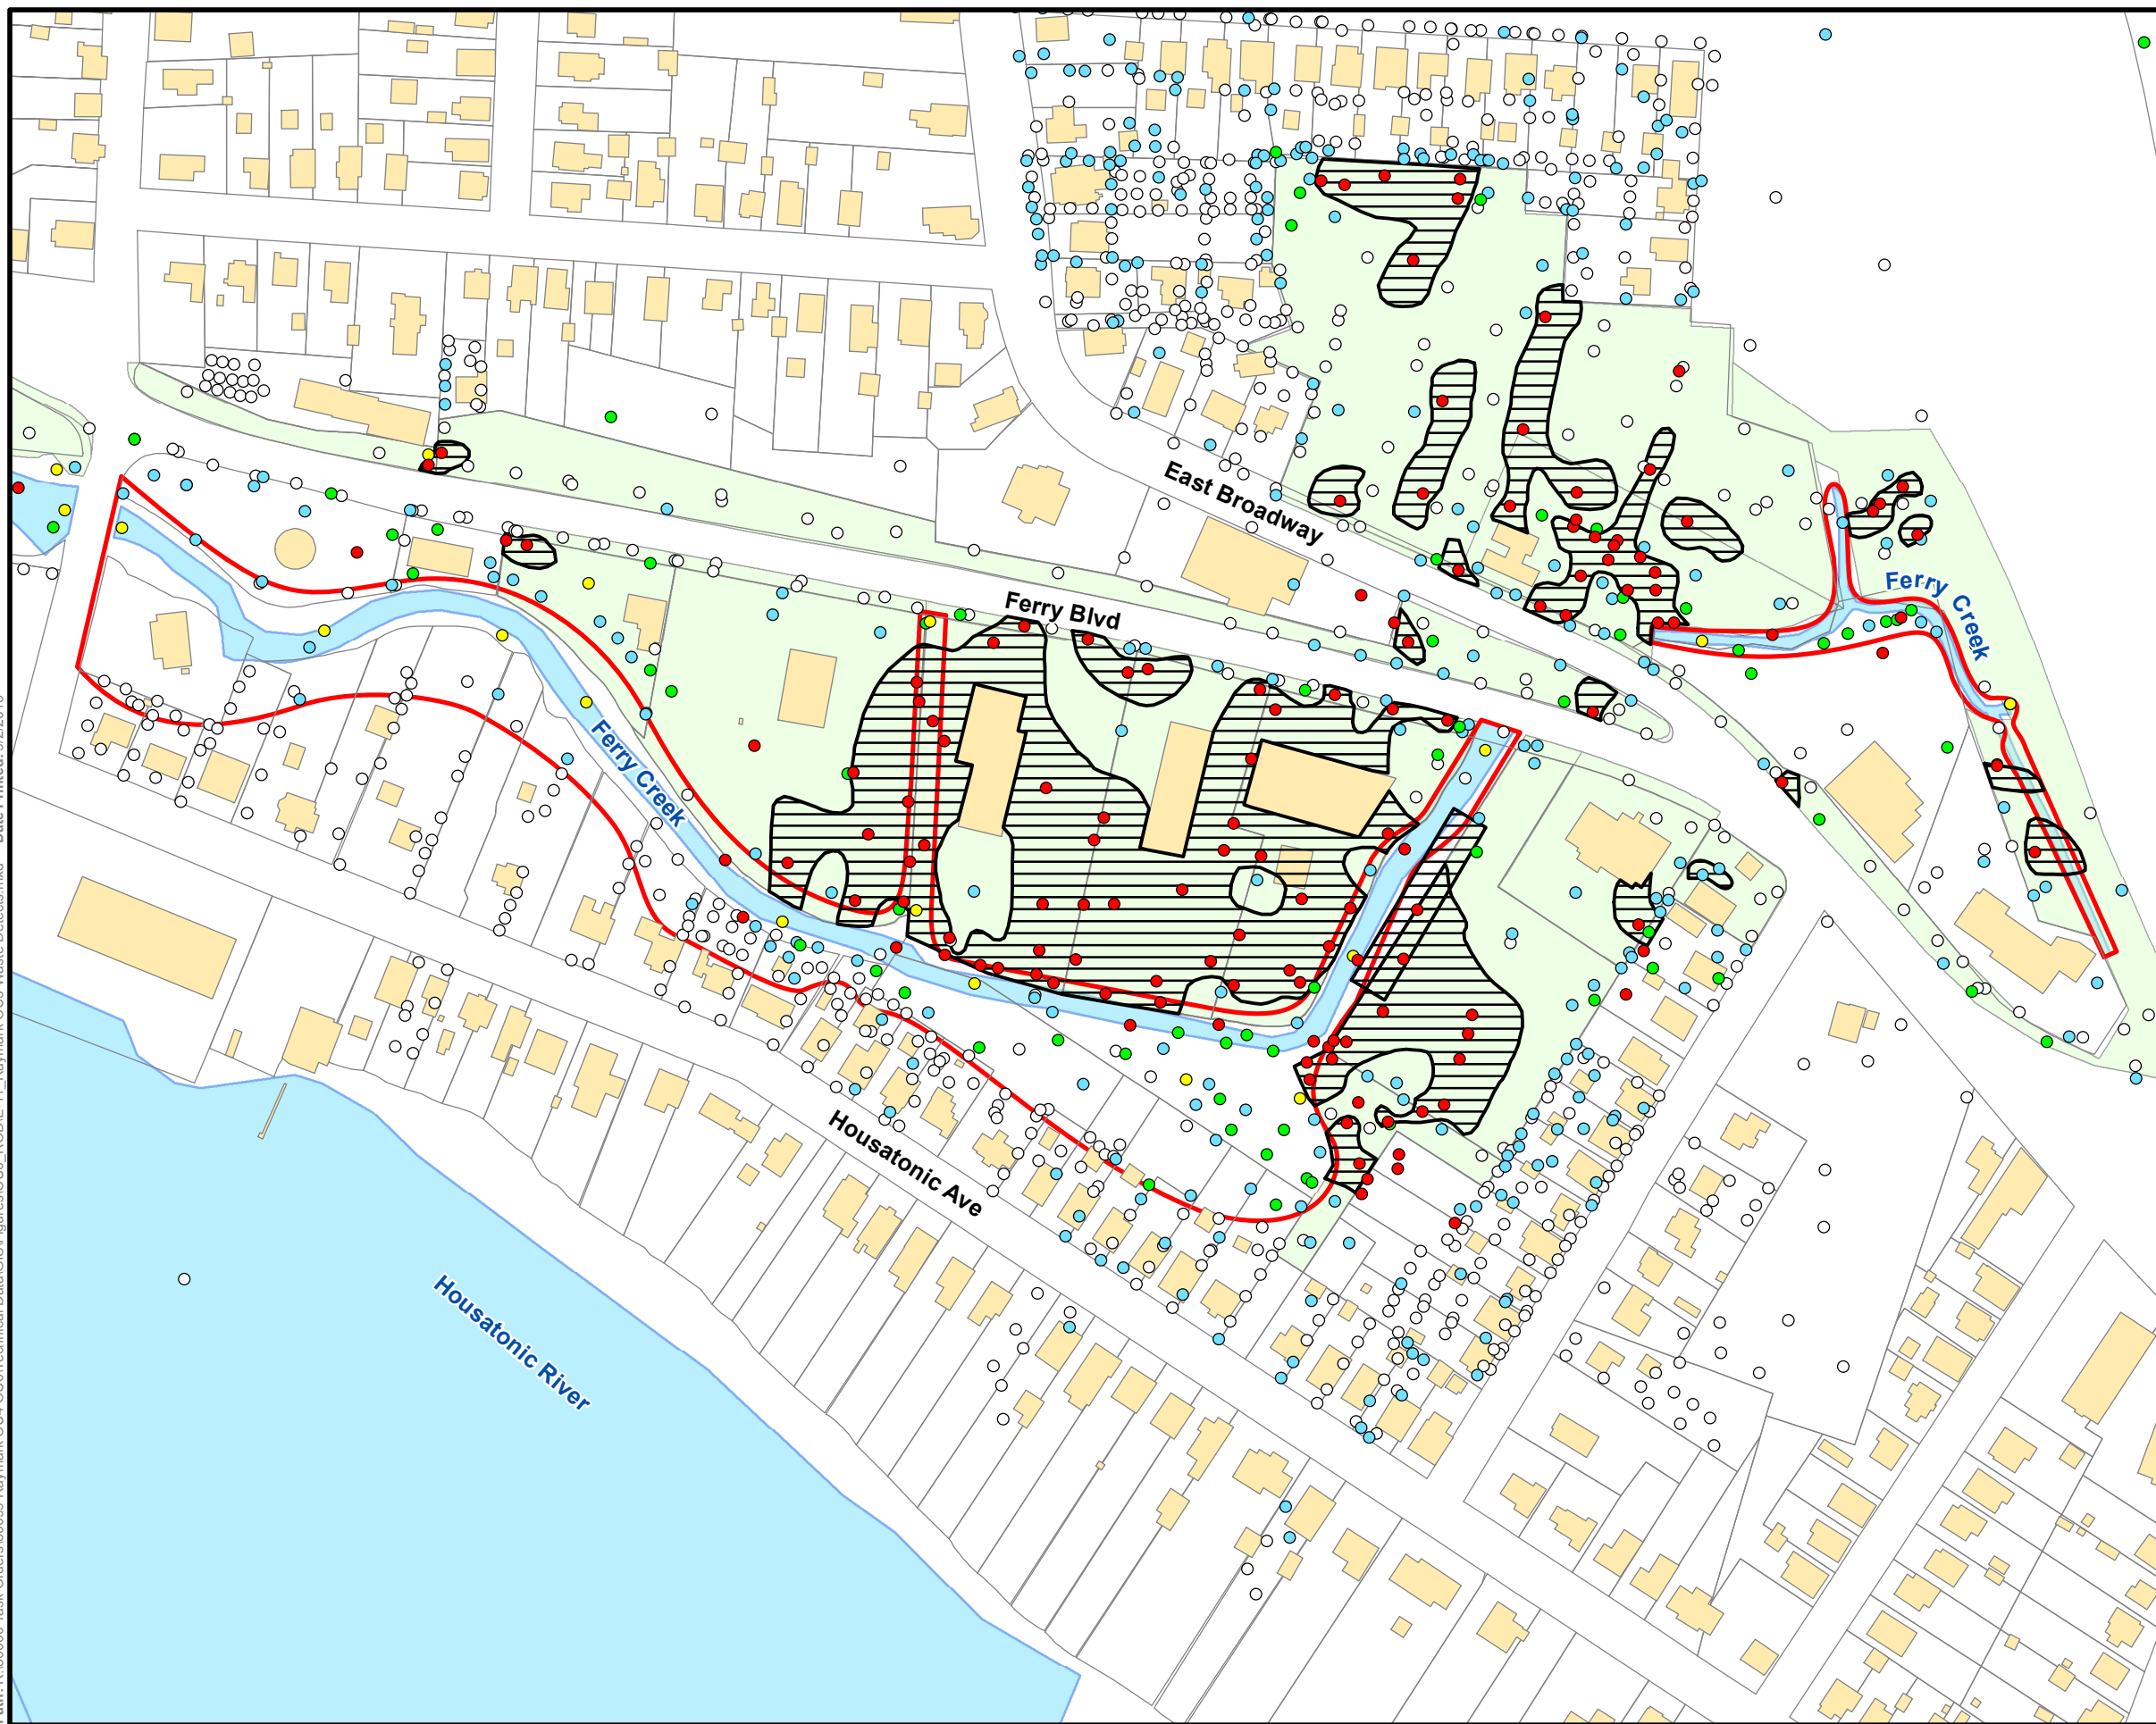 East Broadway
Ferry Blvd
Ferry Creek
Ferry Creek
Housatonic Ave
Housatonic River